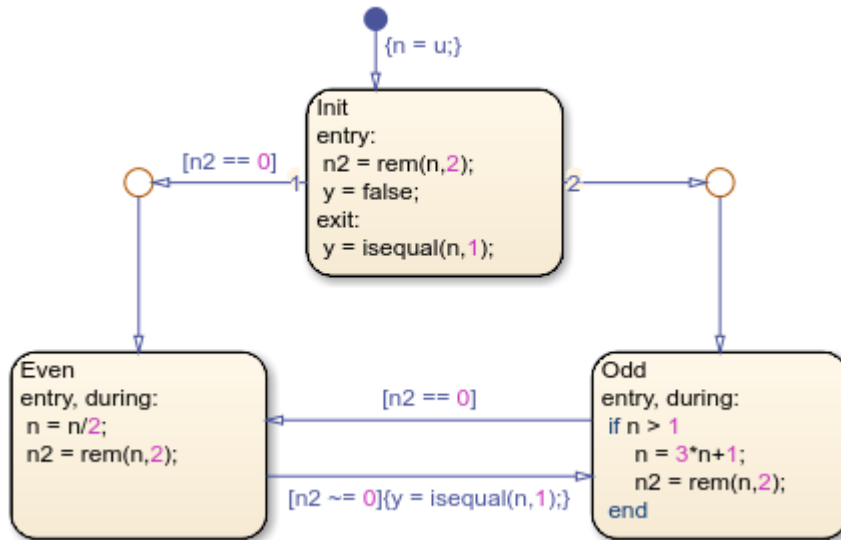 {n = u;}
Init
entry:
n2 = rem(n,2);
y = false;
exit:
y = isequal(n,1);
[n2 == 0]
1
2
Even
entry, during:
n = n/2;
n2 = rem(n,2);
[n2 == 0]
[n2 ~= 0]{y = isequal(n,1);}
Odd
entry, during:
if n > 1
n = 3*n+1;
n2 = rem(n,2);
end